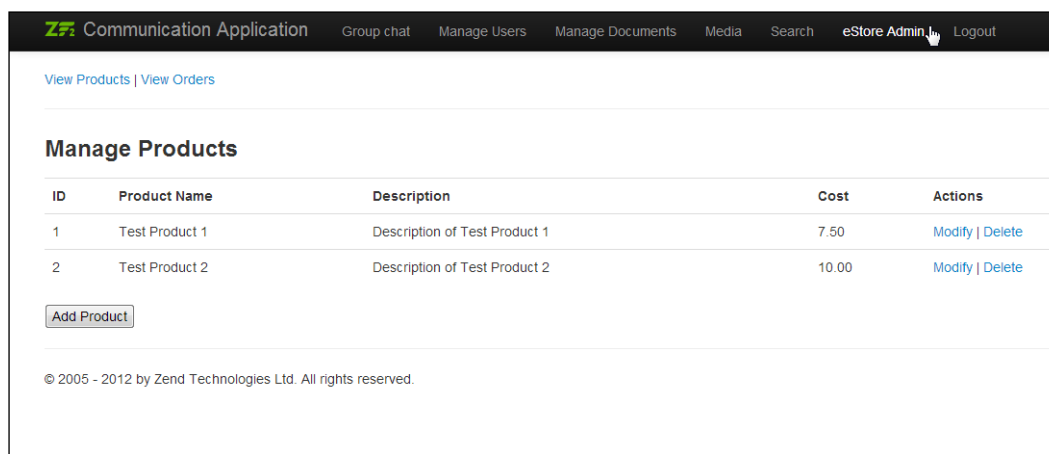 ZF2 Communication Application Group chat Manage Users Manage Documents Media Search eStore Admin Logout
View Products | View Orders
Manage Products
ID Product Name Description Cost Actions
1 Test Product 1 Description of Test Product 1 7.50 Modify | Delete
2 Test Product 2 Description of Test Product 2 10.00 Modify | Delete
Add Product
© 2005 - 2012 by Zend Technologies Ltd. All rights reserved.